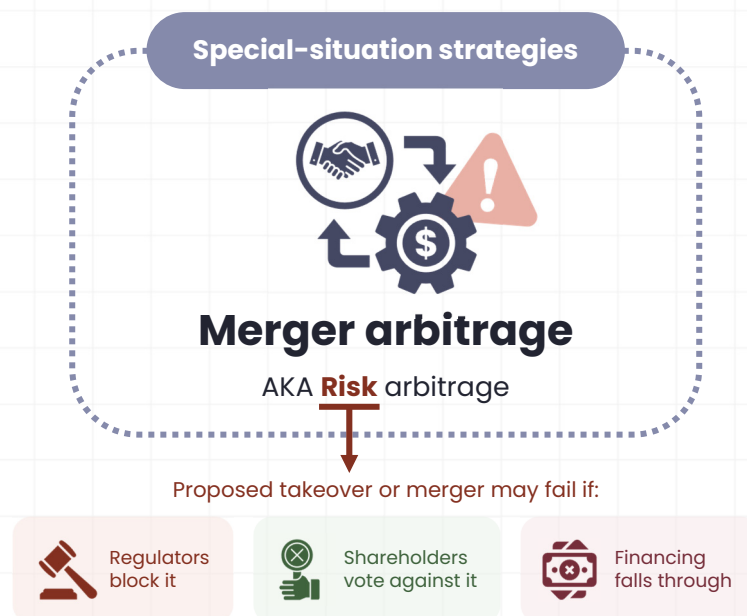 Special-situation strategies
$
Merger arbitrage
AKA Risk arbitrage
Proposed takeover or merger may fail if:
Regulators
block it
Shareholders
vote against it
Financing
falls through